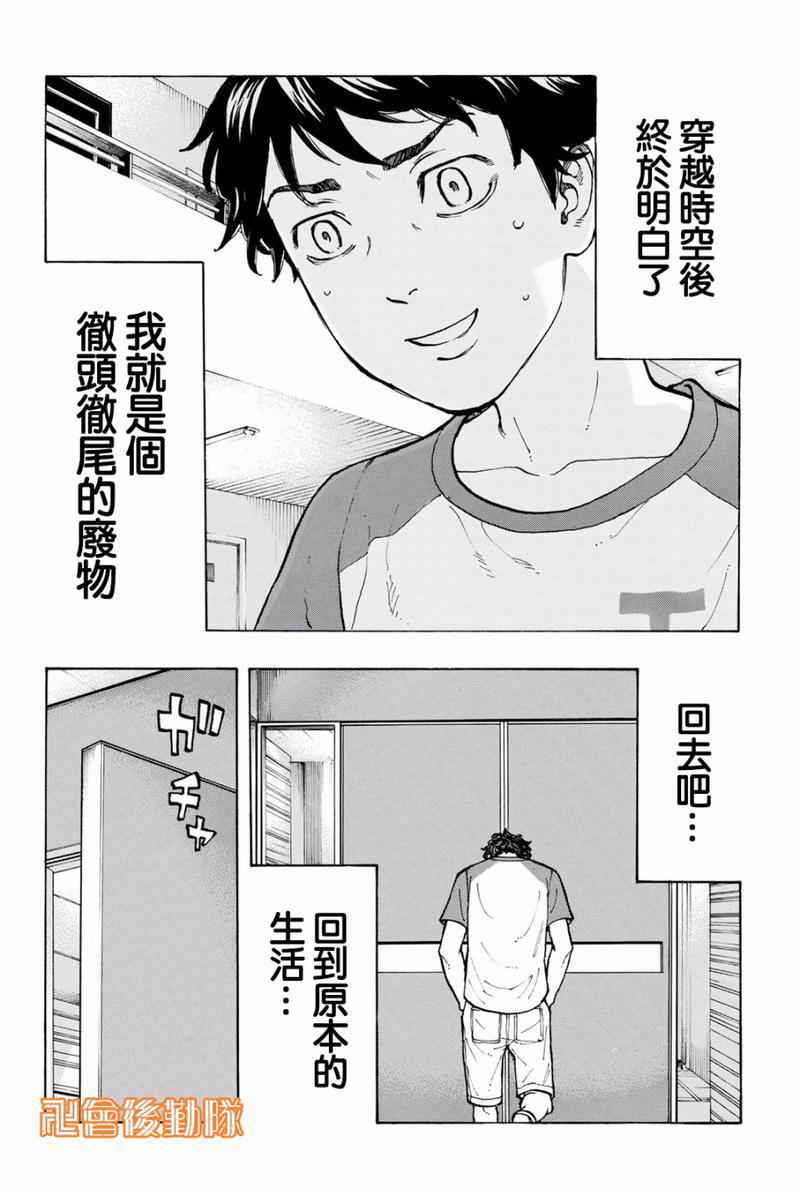 穿越時空後
終於明白了
我就是個
徹頭徹尾的廢物
回去吧…
回到原本的
生活…
ガチャ
T
卍會後勤隊